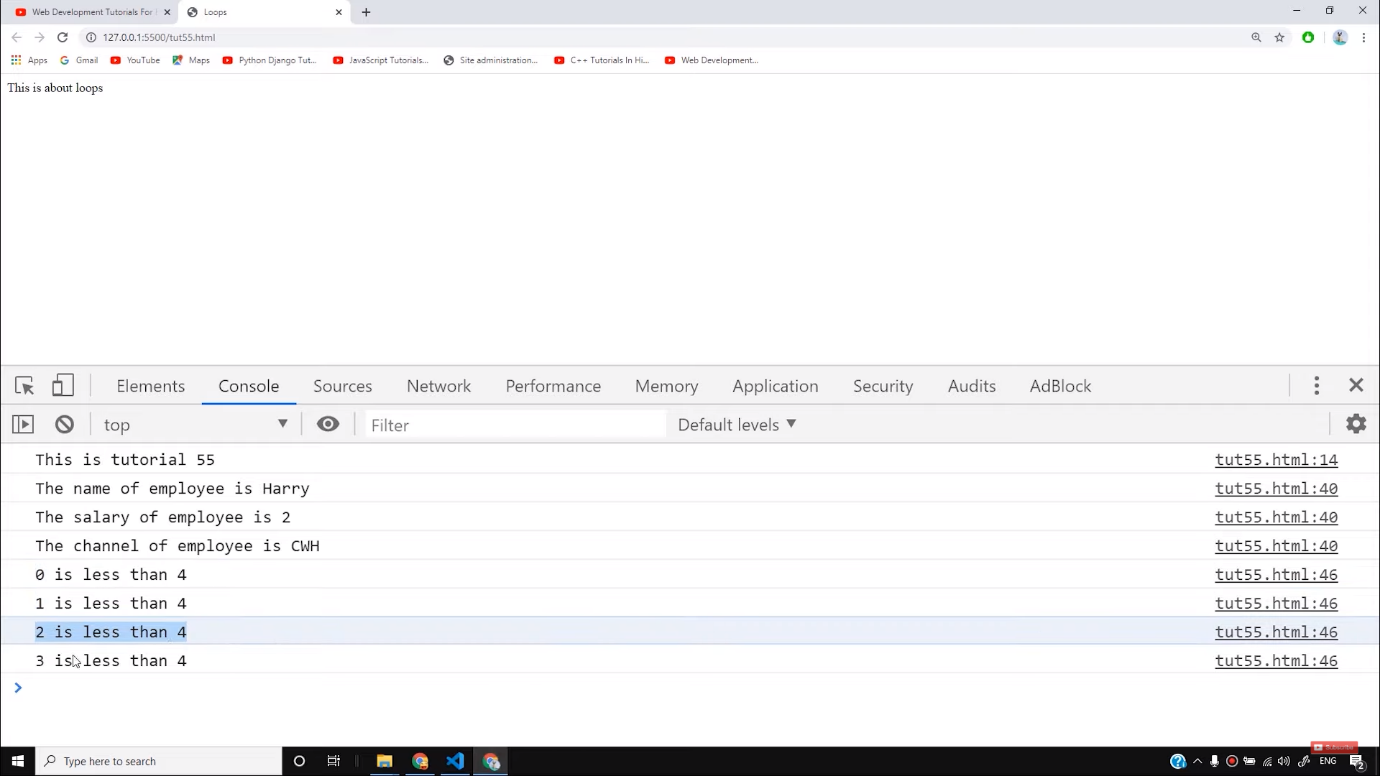 Web Development Tutorials For
Loops
127.0.0.1:5500/tut55.html
Apps
Gmail
YouTube
Maps
Python Django Tut...
JavaScript Tutorials...
Site administration...
C++ Tutorials In Hi...
Web Development...
This is about loops
Elements
Console
Sources
Network
Performance
Memory
Application
Security
Audits
AdBlock
top
Filter
Default levels
This is tutorial 55 tut55.html:14
The name of employee is Harry tut55.html:40
The salary of employee is 2 tut55.html:40
The channel of employee is CWH tut55.html:40
0 is less than 4 tut55.html:46
1 is less than 4 tut55.html:46
2 is less than 4 tut55.html:46
3 is less than 4 tut55.html:46
Subscribe
Type here to search
ENG
2